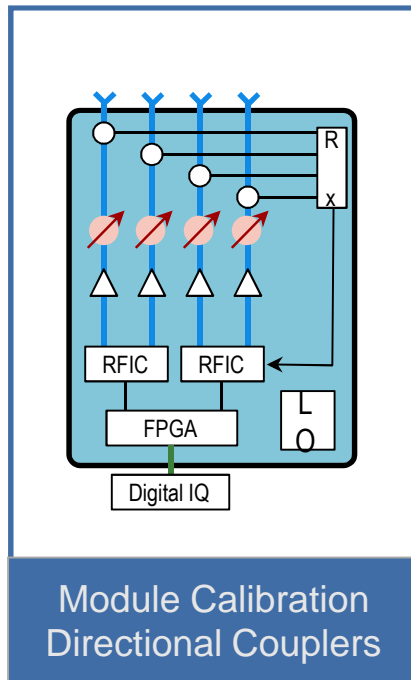 R
x
RFIC
RFIC
FPGA
L
O
Digital IQ
Module Calibration
Directional Couplers